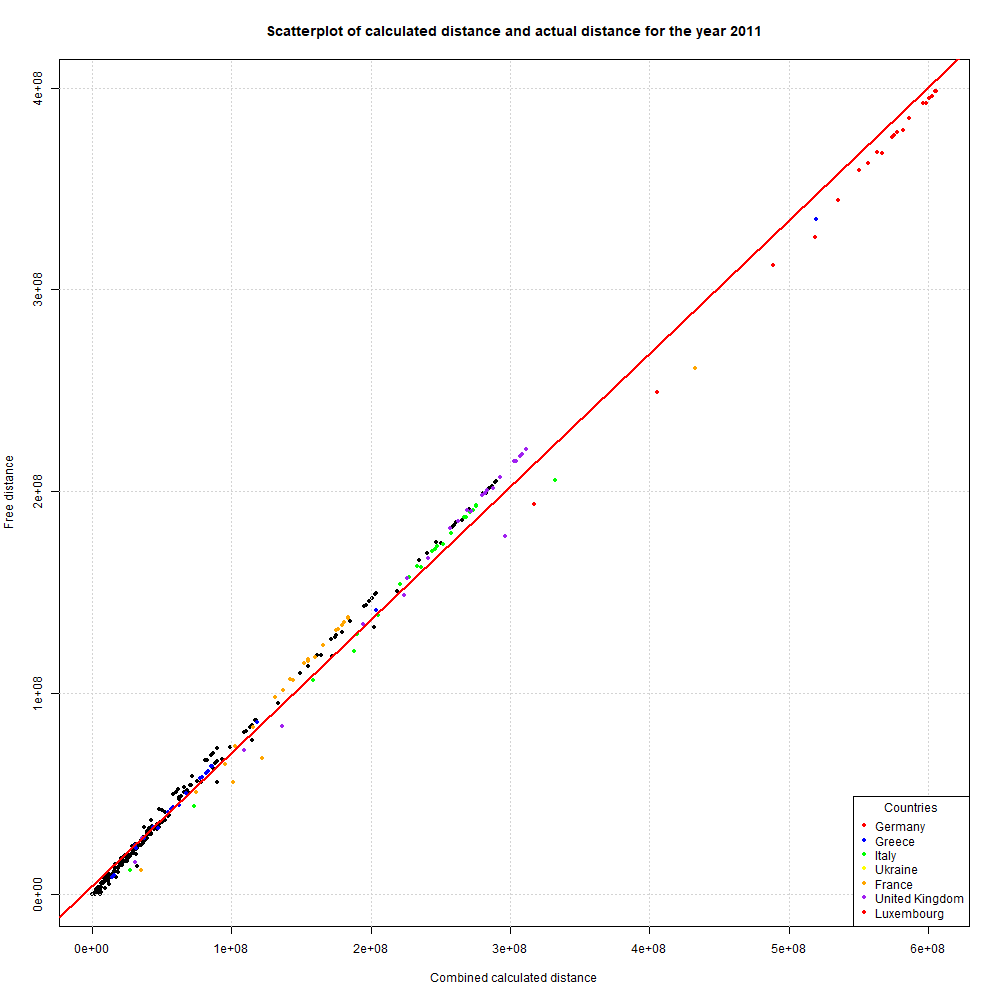 Scatterplot of calculated distance and actual distance for the year 2011
4e+08
3e+08
2e+08
1e+08
0e+00
Free distance
0e+00 1e+08 2e+08 3e+08 4e+08 5e+08 6e+08
Combined calculated distance
Countries
Germany
Greece
Italy
Ukraine
France
United Kingdom
Luxembourg